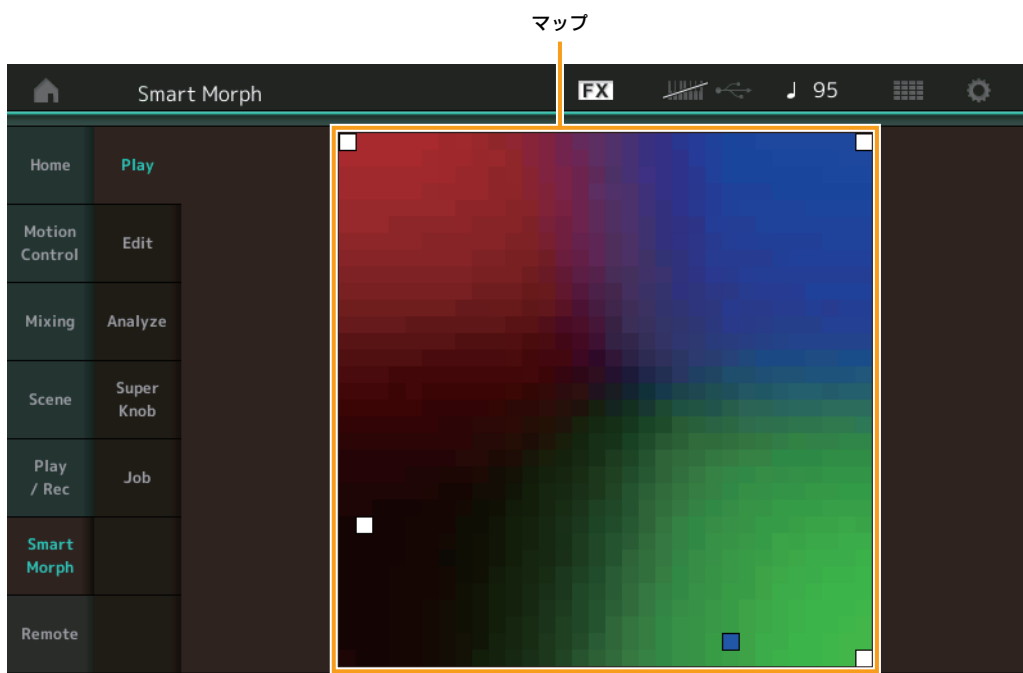 マップ
Smart Morph
FX
95
Home
Play
Motion
Control
Edit
Mixing
Analyze
Scene
Super
Knob
Play
/ Rec
Job
Smart
Morph
Remote